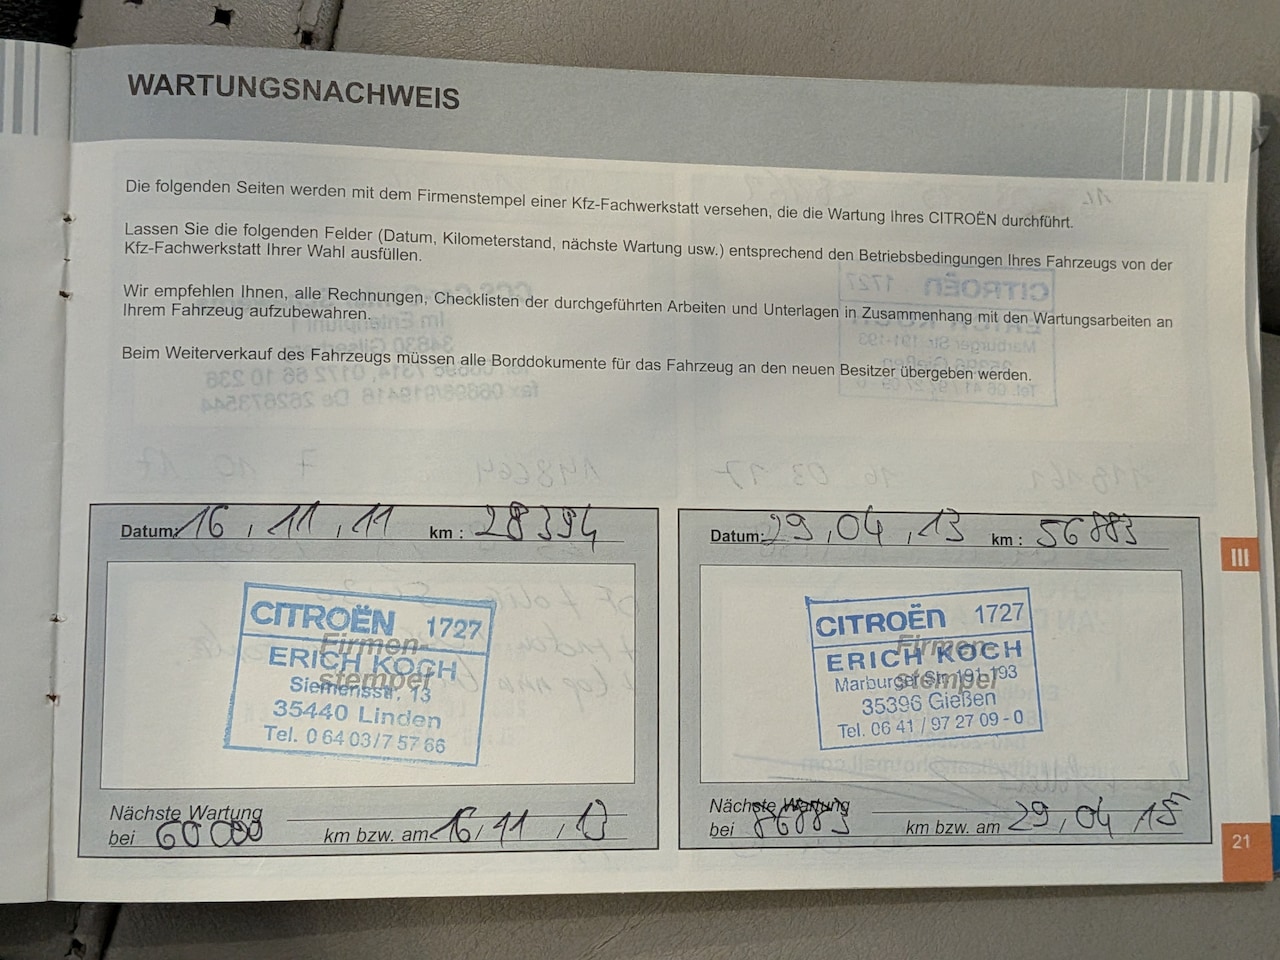 WARTUNGSNACHWEIS
Die folgenden Seiten werden mit dem Firmenstempel einer Kfz-Fachwerkstatt versehen, die die Wartung Ihres CITROËN durchführt.
Lassen Sie die folgenden Felder (Datum, Kilometerstand, nächste Wartung usw.) entsprechend den Betriebsbedingungen Ihres Fahrzeugs von der
Kfz-Fachwerkstatt Ihrer Wahl ausfüllen.
Wir empfehlen Ihnen, alle Rechnungen, Checklisten der durchgeführten Arbeiten und Unterlagen in Zusammenhang mit den Wartungsarbeiten an
Ihrem Fahrzeug aufzubewahren.
Beim Weiterverkauf des Fahrzeugs müssen alle Borddokumente für das Fahrzeug an den neuen Besitzer übergeben werden.
Datum: 16, 11, 11 km : 28394
CITROËN 1727
Firmen-
ERICH KOCH
stempel
Siemensstr. 13
35440 Linden
Tel. 0 64 03/7 57 66
Nächste Wartung
bei 60000 km bzw. am 16, 11, 13
Datum: 29, 04, 13 km : 56883
CITROËN 1727
Firmen-
ERICH KOCH
stempel
Marburger Str. 191-193
35396 Gießen
Tel. 06 41 / 97 27 09 - 0
Nächste Wartung
bei 86883 km bzw. am 29, 04, 15
III
21